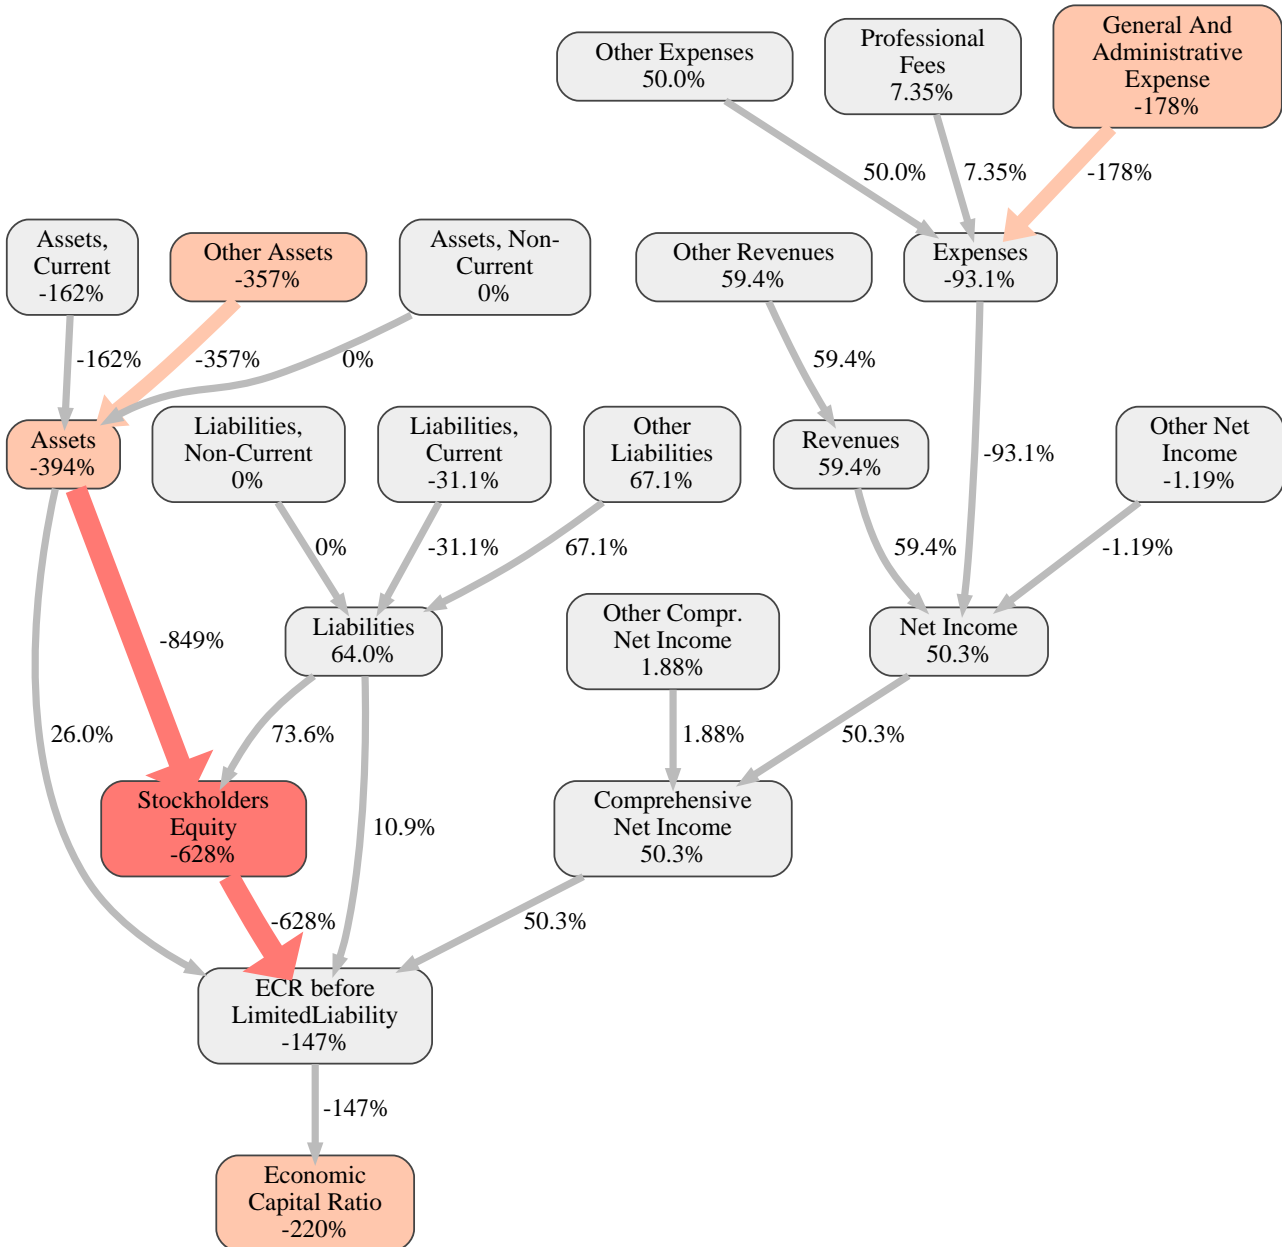 Other Expenses
50.0%
Professional
Fees
7.35%
General And
Administrative
Expense
-178%
50.0%
7.35%
-178%
Assets,
Current
-162%
Other Assets
-357%
Assets, Non-
Current
0%
Other Revenues
59.4%
Expenses
-93.1%
-162%
-357%
0%
59.4%
-93.1%
Assets
-394%
Liabilities,
Non-Current
0%
Liabilities,
Current
-31.1%
Other
Liabilities
67.1%
Revenues
59.4%
Other Net
Income
-1.19%
0%
-31.1%
67.1%
59.4%
-1.19%
-849%
Liabilities
64.0%
Other Compr.
Net Income
1.88%
Net Income
50.3%
26.0%
73.6%
1.88%
50.3%
Stockholders
Equity
-628%
10.9%
Comprehensive
Net Income
50.3%
-628%
50.3%
ECR before
LimitedLiability
-147%
-147%
Economic
Capital Ratio
-220%